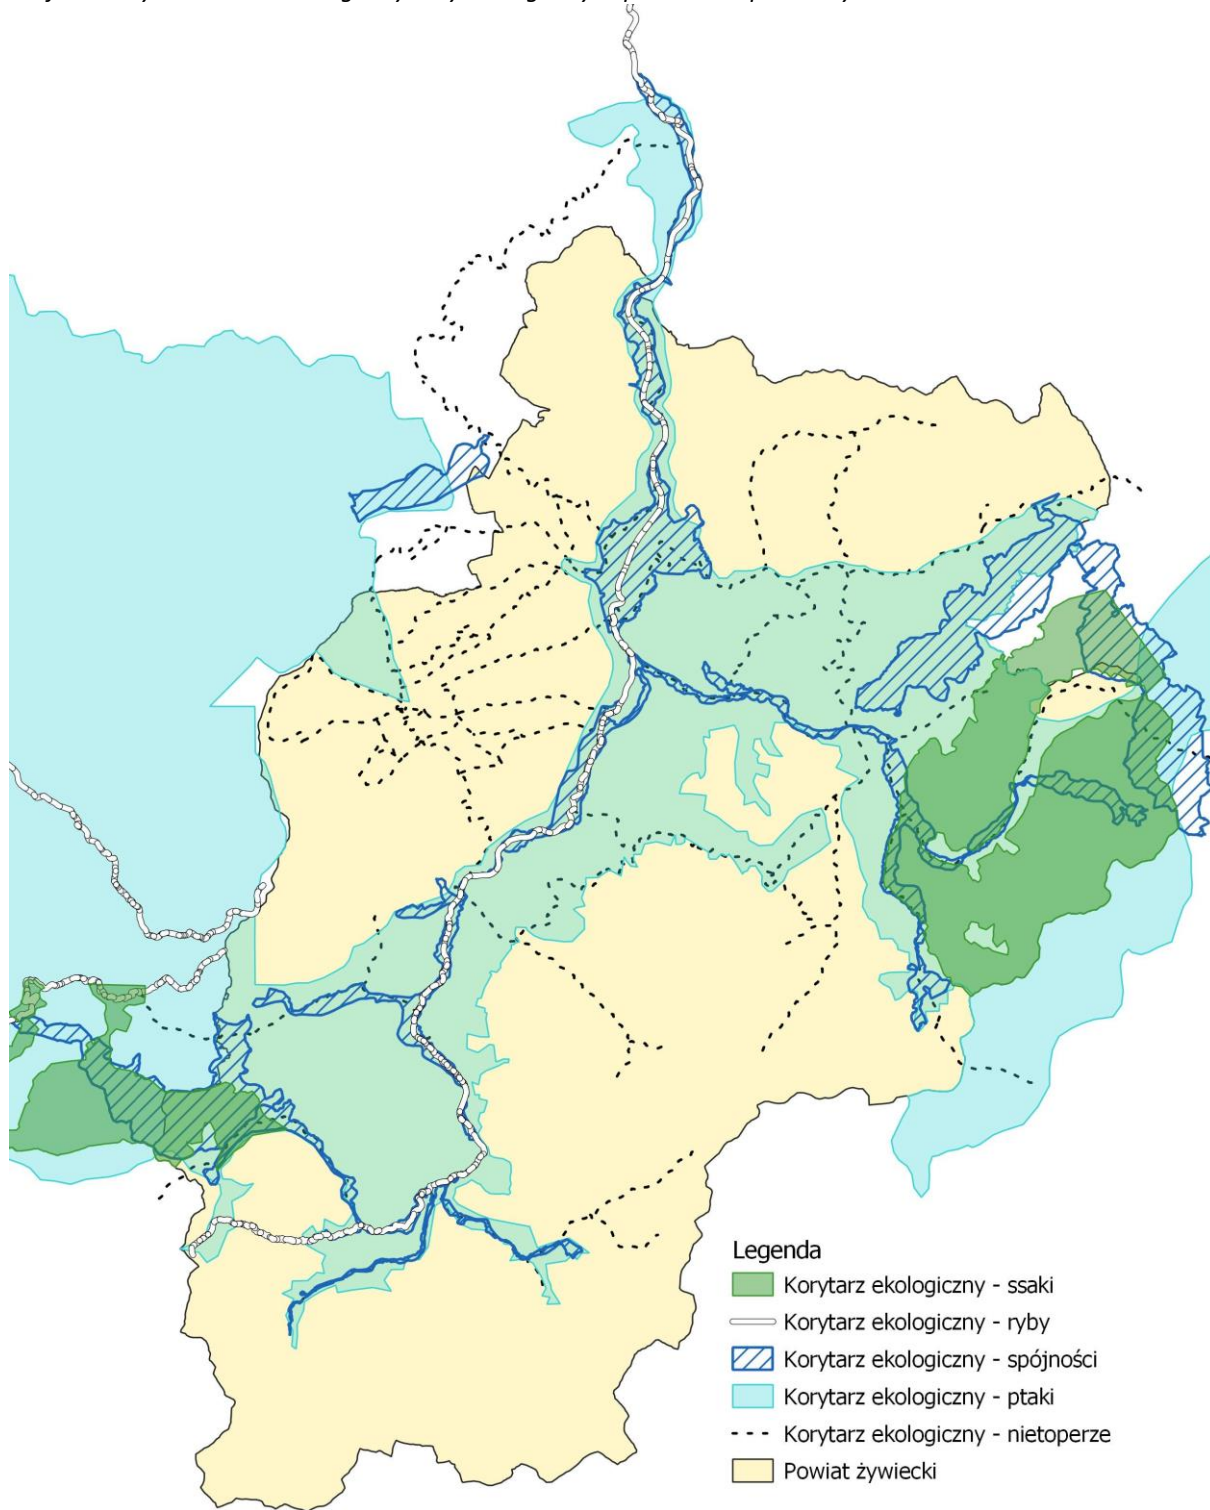 Legenda
Korytarz ekologiczny - ssaki
Korytarz ekologiczny - ryby
Korytarz ekologiczny - spójności
Korytarz ekologiczny - ptaki
Korytarz ekologiczny - nietoperze
Powiat żywiecki